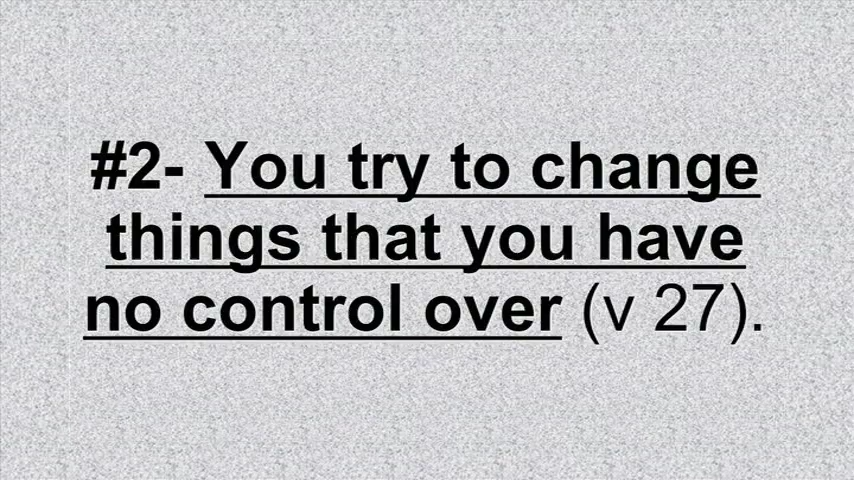 #2- You try to change
things that you have
no control over (v 27).